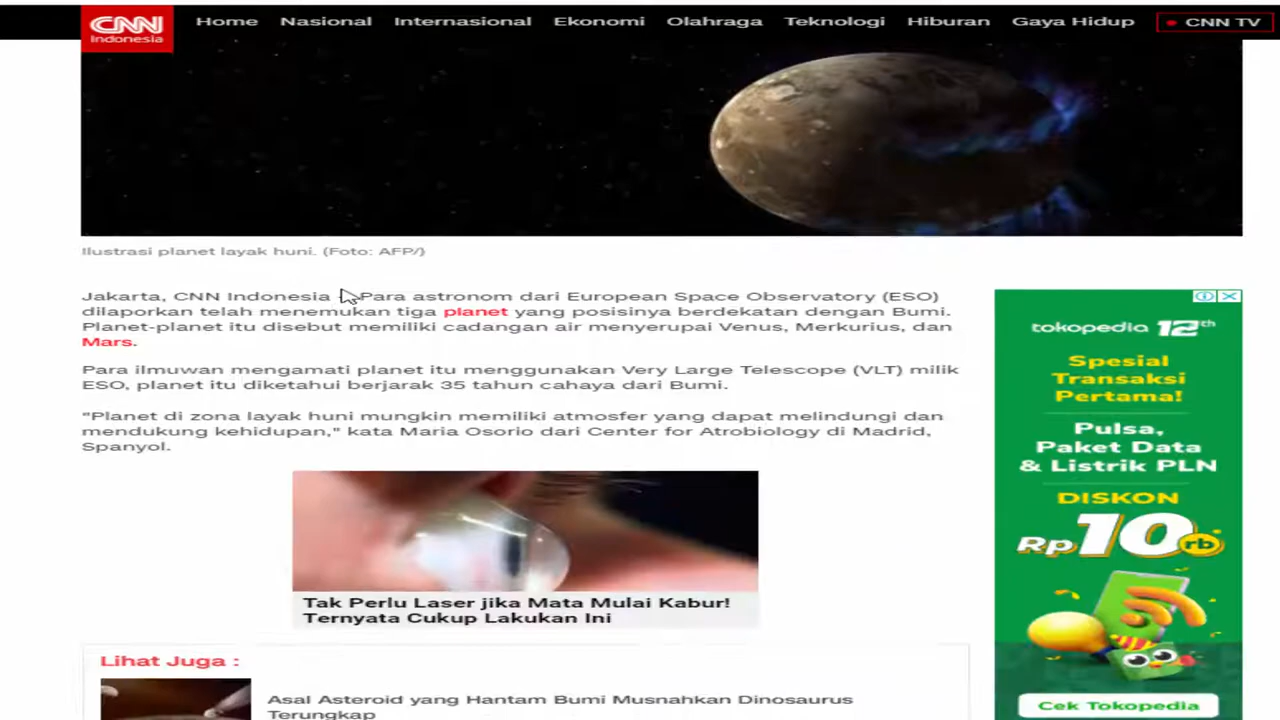 CNN Indonesia
Home Nasional Internasional Ekonomi Olahraga Teknologi Hiburan Gaya Hidup CNN TV
Ilustrasi planet layak huni. (Foto: AFP/)
Jakarta, CNN Indonesia -- Para astronom dari European Space Observatory (ESO)
dilaporkan telah menemukan tiga planet yang posisinya berdekatan dengan Bumi.
Planet-planet itu disebut memiliki cadangan air menyerupai Venus, Merkurius, dan
Mars.
Para ilmuwan mengamati planet itu menggunakan Very Large Telescope (VLT) milik
ESO, planet itu diketahui berjarak 35 tahun cahaya dari Bumi.
"Planet di zona layak huni mungkin memiliki atmosfer yang dapat melindungi dan
mendukung kehidupan," kata Maria Osorio dari Center for Atrobiology di Madrid,
Spanyol.
Tak Perlu Laser jika Mata Mulai Kabur!
Ternyata Cukup Lakukan Ini
Lihat Juga :
Asal Asteroid yang Hantam Bumi Musnahkan Dinosaurus
Terungkap
tokopedia 12th
Spesial
Transaksi
Pertama!
Pulsa,
Paket Data
& Listrik PLN
DISKON
Rp10rb
Cek Tokopedia